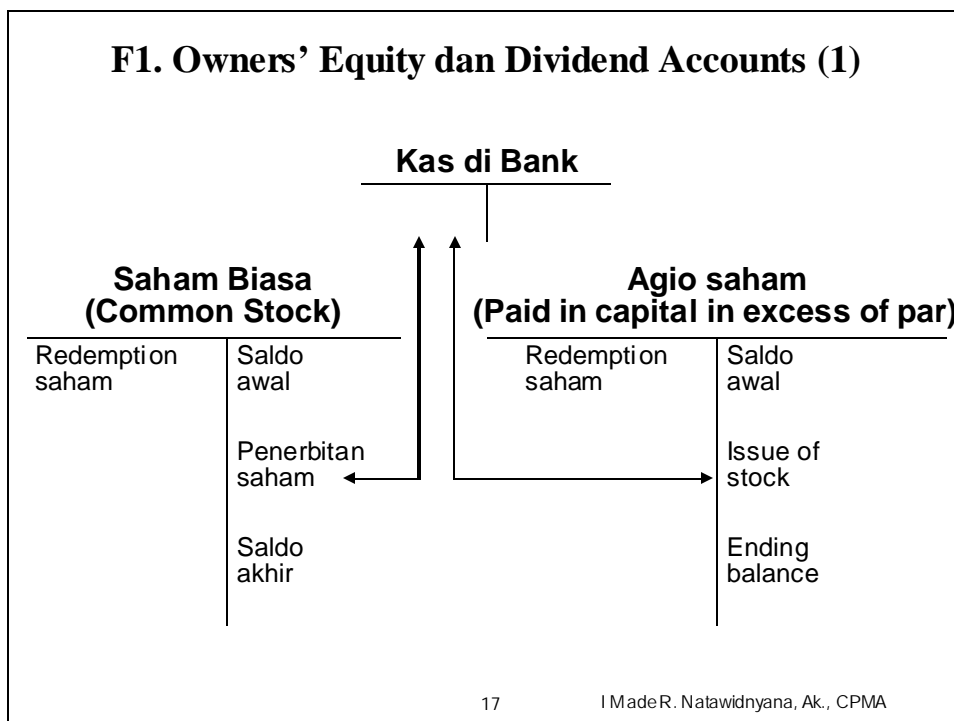 F1. Owners’ Equity dan Dividend Accounts (1)
Kas di Bank
Saham Biasa
(Common Stock)
Redemption
saham
Saldo
awal
Penerbitan
saham
Saldo
akhir
Agio saham
(Paid in capital in excess of par)
Redemption
saham
Saldo
awal
Issue of
stock
Ending
balance
17
I Made R. Natawidnyana, Ak., CPMA